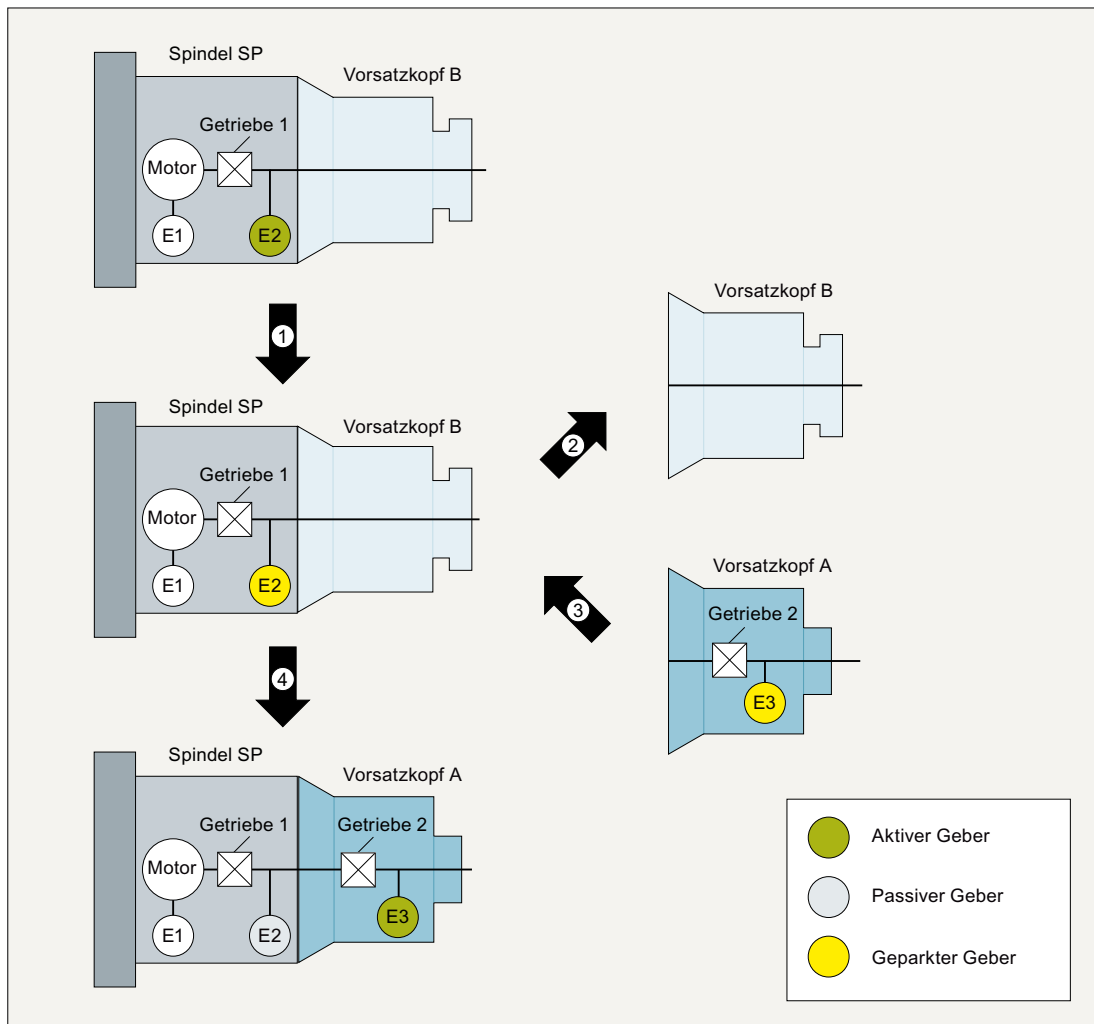 Spindel SP
Vorsatzkopf B
Getriebe 1
Motor
E1
E2
1
Vorsatzkopf B
Spindel SP
Vorsatzkopf B
2
Getriebe 1
Motor
E1
E2
Vorsatzkopf A
3
Getriebe 2
E3
4
Spindel SP
Vorsatzkopf A
Getriebe 1
Getriebe 2
Motor
E1
E2
E3
Aktiver Geber
Passiver Geber
Geparkter Geber